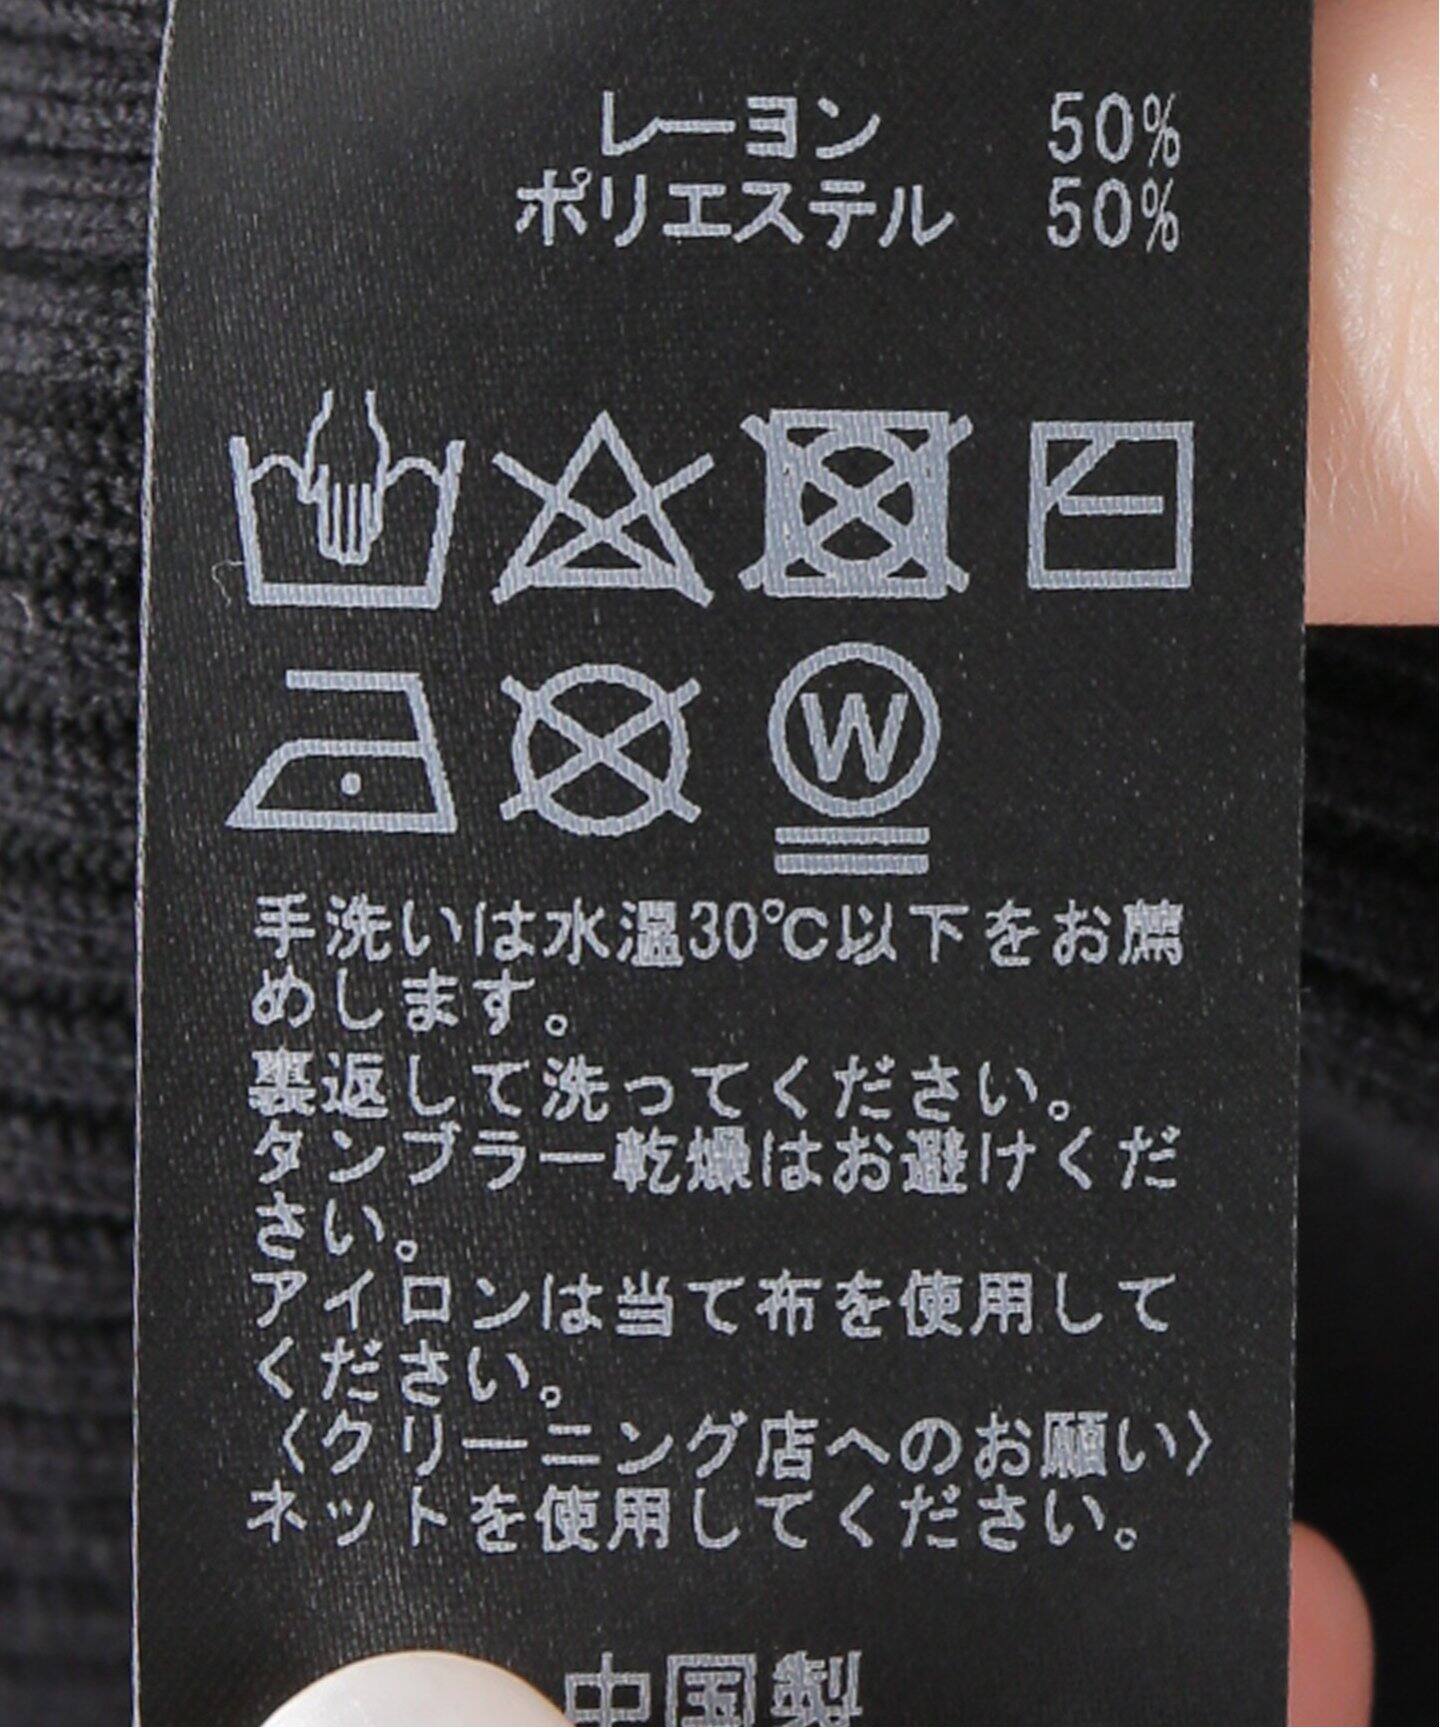 レーヨン 50%
ポリエステル 50%
W
手洗いは水温30℃以下をお薦
めします。
裏返して洗ってください。
タンブラー乾燥はお避けくだ
さい。
アイロンは当て布を使用して
ください。
〈クリーニング店へのお願い〉
ネットを使用してください。
中国製